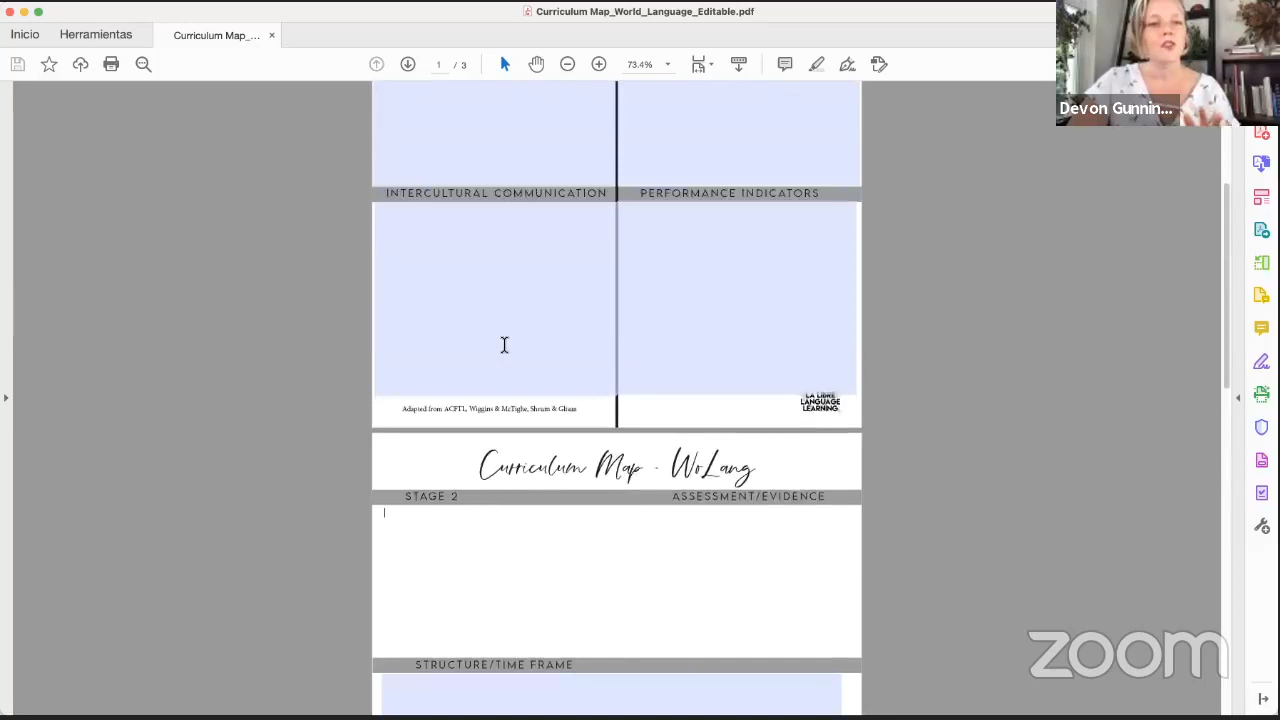 Curriculum Map_World_Language_Editable.pdf
Inicio
Herramientas
Curriculum Map_...
1 / 3
73.4%
Devon Gunnin...
INTERCULTURAL COMMUNICATION
PERFORMANCE INDICATORS
Adapted from ACFTL, Wiggins & McTighe, Shrum & Glisan
LA LIBRE
LANGUAGE
LEARNING
Curriculum Map - WoLang
STAGE 2
ASSESSMENT/EVIDENCE
STRUCTURE/TIME FRAME
zoom